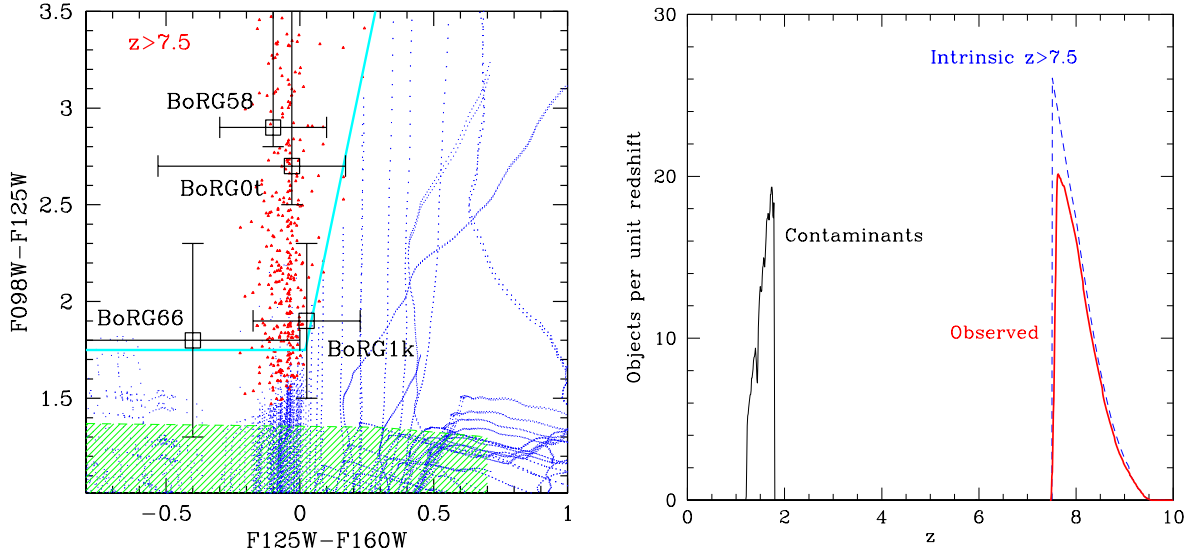 3.5
3
2.5
2
1.5
F098W−F125W
z>7.5
BoRG58
BoRG0t
BoRG66
BoRG1k
−0.5
0
0.5
1
F125W−F160W
30
20
10
0
Objects per unit redshift
Intrinsic z>7.5
Contaminants
Observed
0
2
4
6
8
10
z